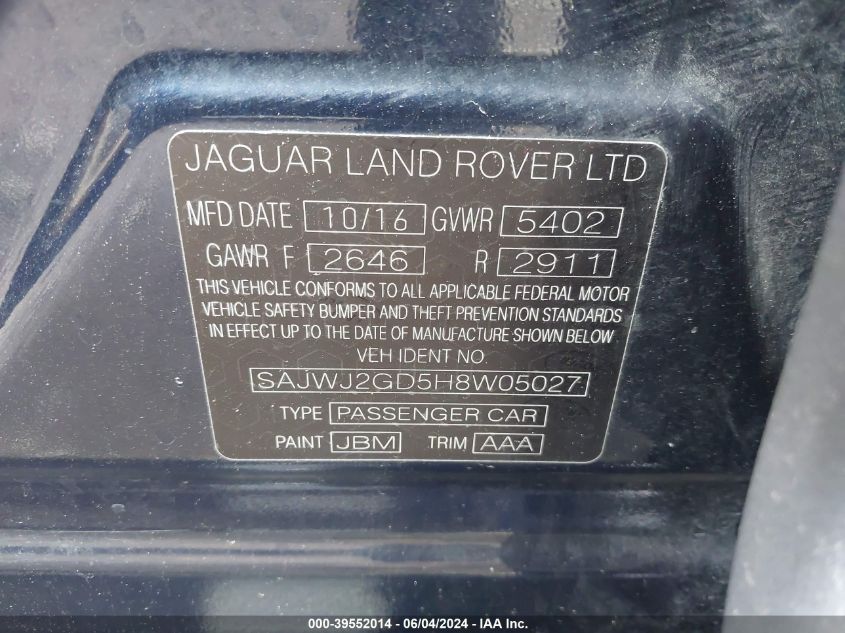 JAGUAR LAND ROVER LTD
MFD DATE 10/16 GVWR 5402
GAWR F 2646 R 2911
THIS VEHICLE CONFORMS TO ALL APPLICABLE FEDERAL MOTOR
VEHICLE SAFETY BUMPER AND THEFT PREVENTION STANDARDS
IN EFFECT UP TO THE DATE OF MANUFACTURE SHOWN BELOW
VEH IDENT NO.
SAJWJ2GD5H8W05027
TYPE PASSENGER CAR
PAINT JBM TRIM AAA
000-39552014 - 06/04/2024 - IAA Inc.